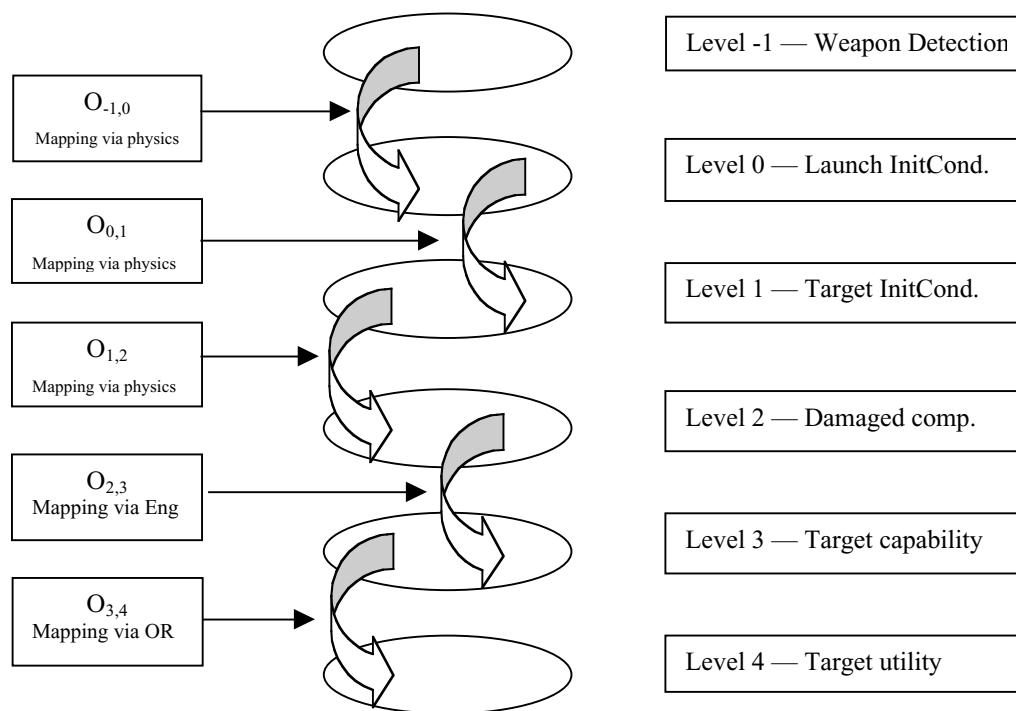 Level -1 — Weapon Detection
O-1,0
Mapping via physics
Level 0 — Launch InitCond.
O0,1
Mapping via physics
Level 1 — Target InitCond.
O1,2
Mapping via physics
Level 2 — Damaged comp.
O2,3
Mapping via Eng
Level 3 — Target capability
O3,4
Mapping via OR
Level 4 — Target utility